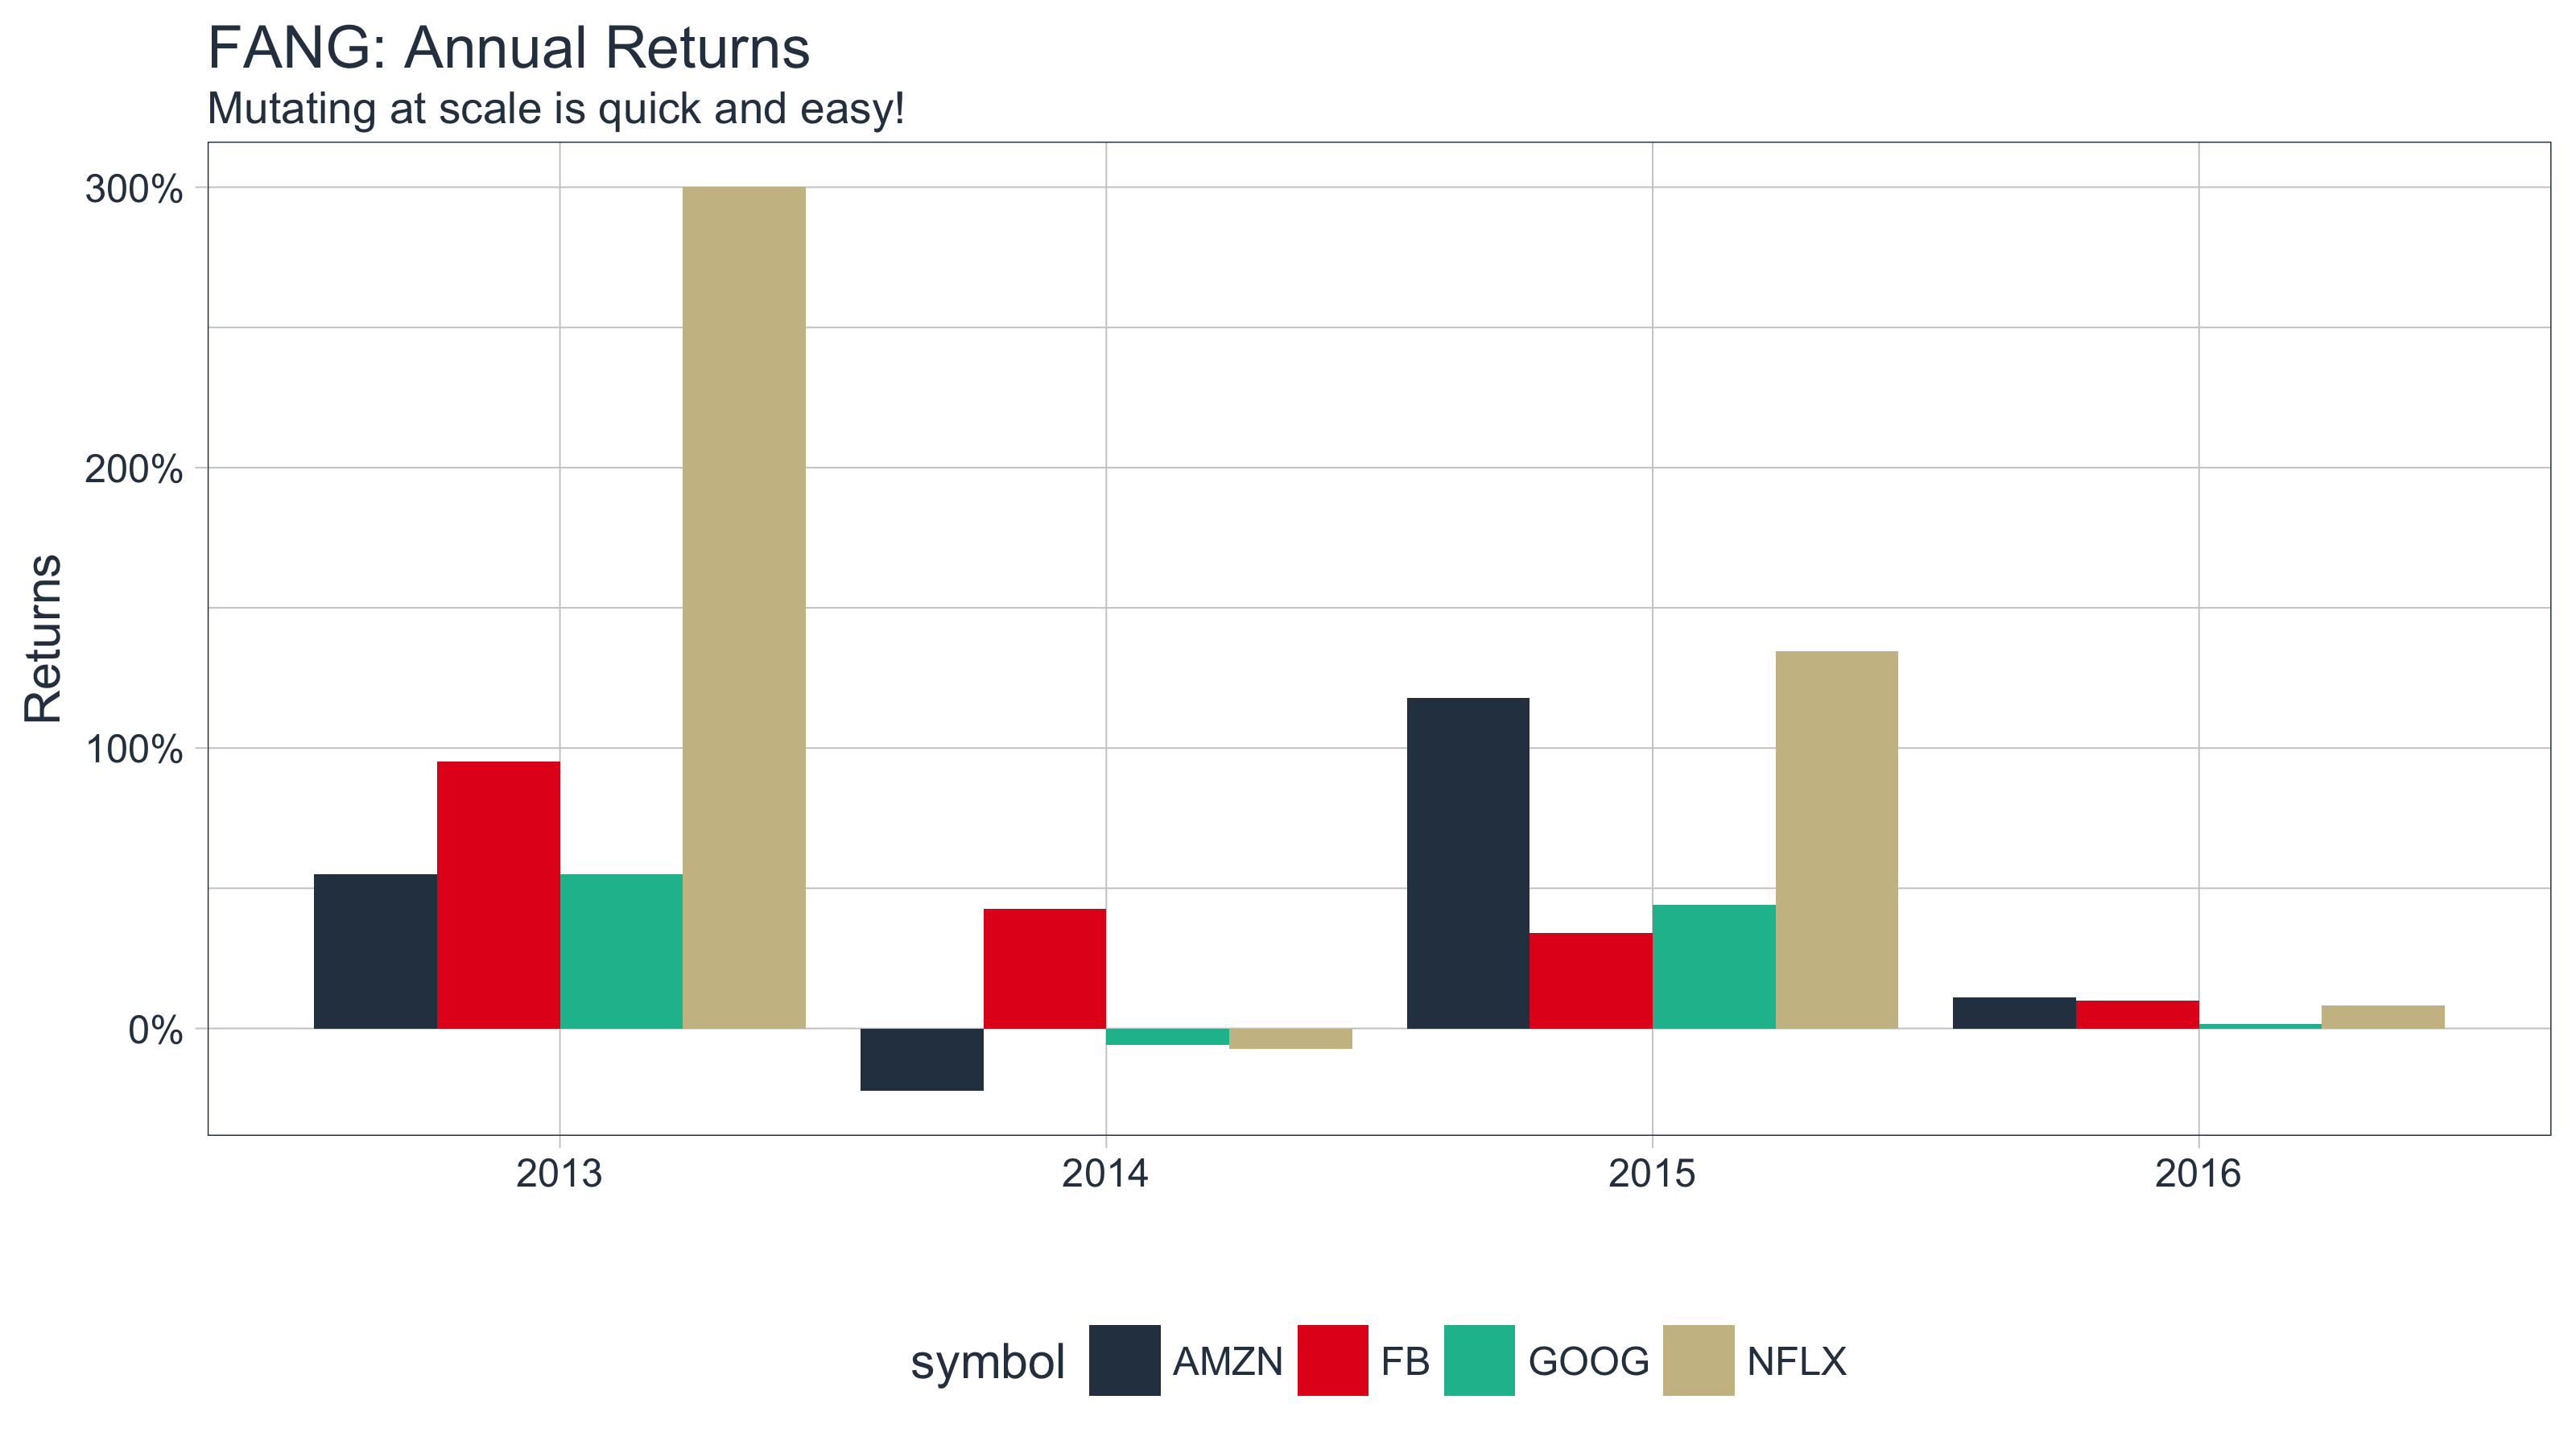 FANG: Annual Returns
Mutating at scale is quick and easy!
Returns
300%
200%
100%
0%
2013 2014 2015 2016
symbol AMZN FB GOOG NFLX